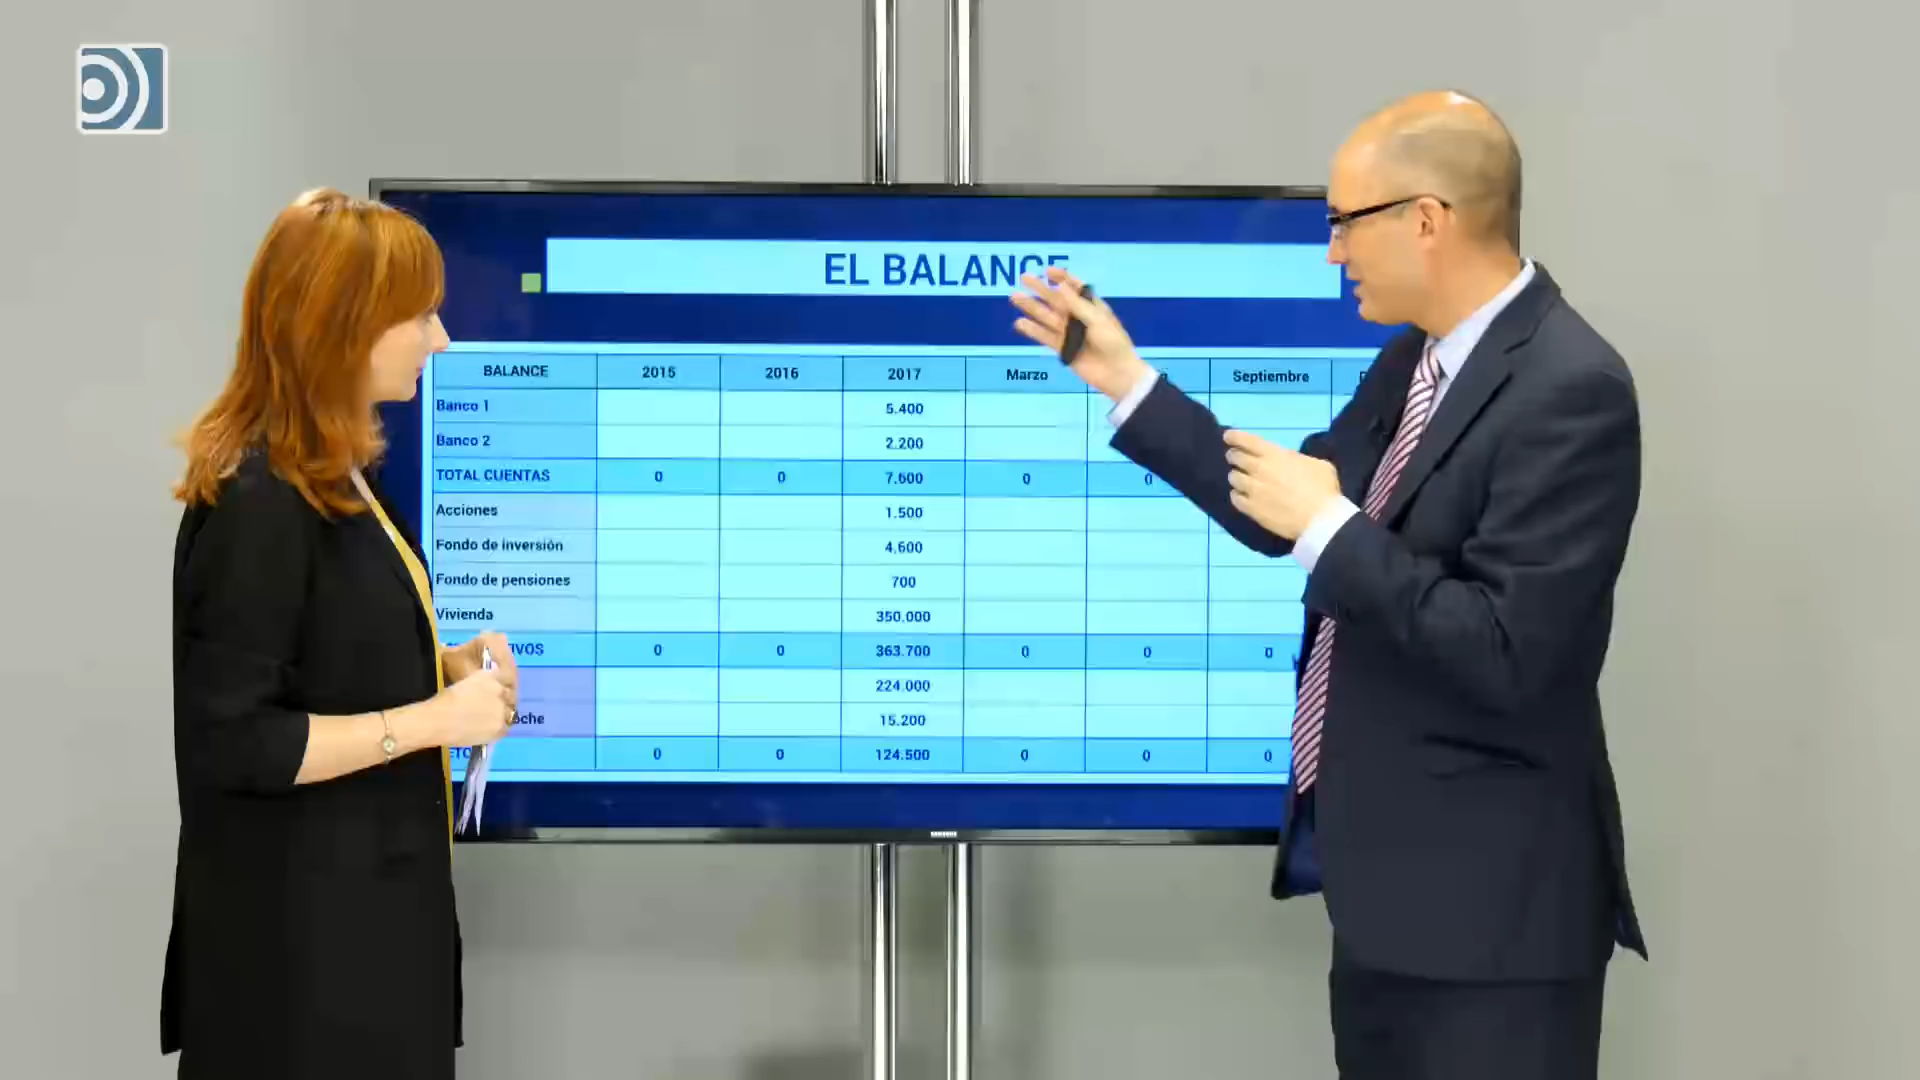 EL BALANCE
BALANCE 2015 2016 2017 Marzo Septiembre
Banco 1 5.400
Banco 2 2.200
TOTAL CUENTAS 0 0 7.600 0 0
Acciones 1.500
Fondo de inversión 4.600
Fondo de pensiones 700
Vivienda 350.000
0 0 363.700 0 0 0
224.000
15.200
0 0 124.500 0 0 0
SAMSUNG